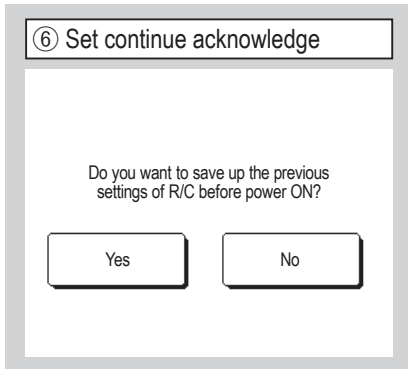 ⑥ Set continue acknowledge
Do you want to save up the previous
settings of R/C before power ON?
Yes
No